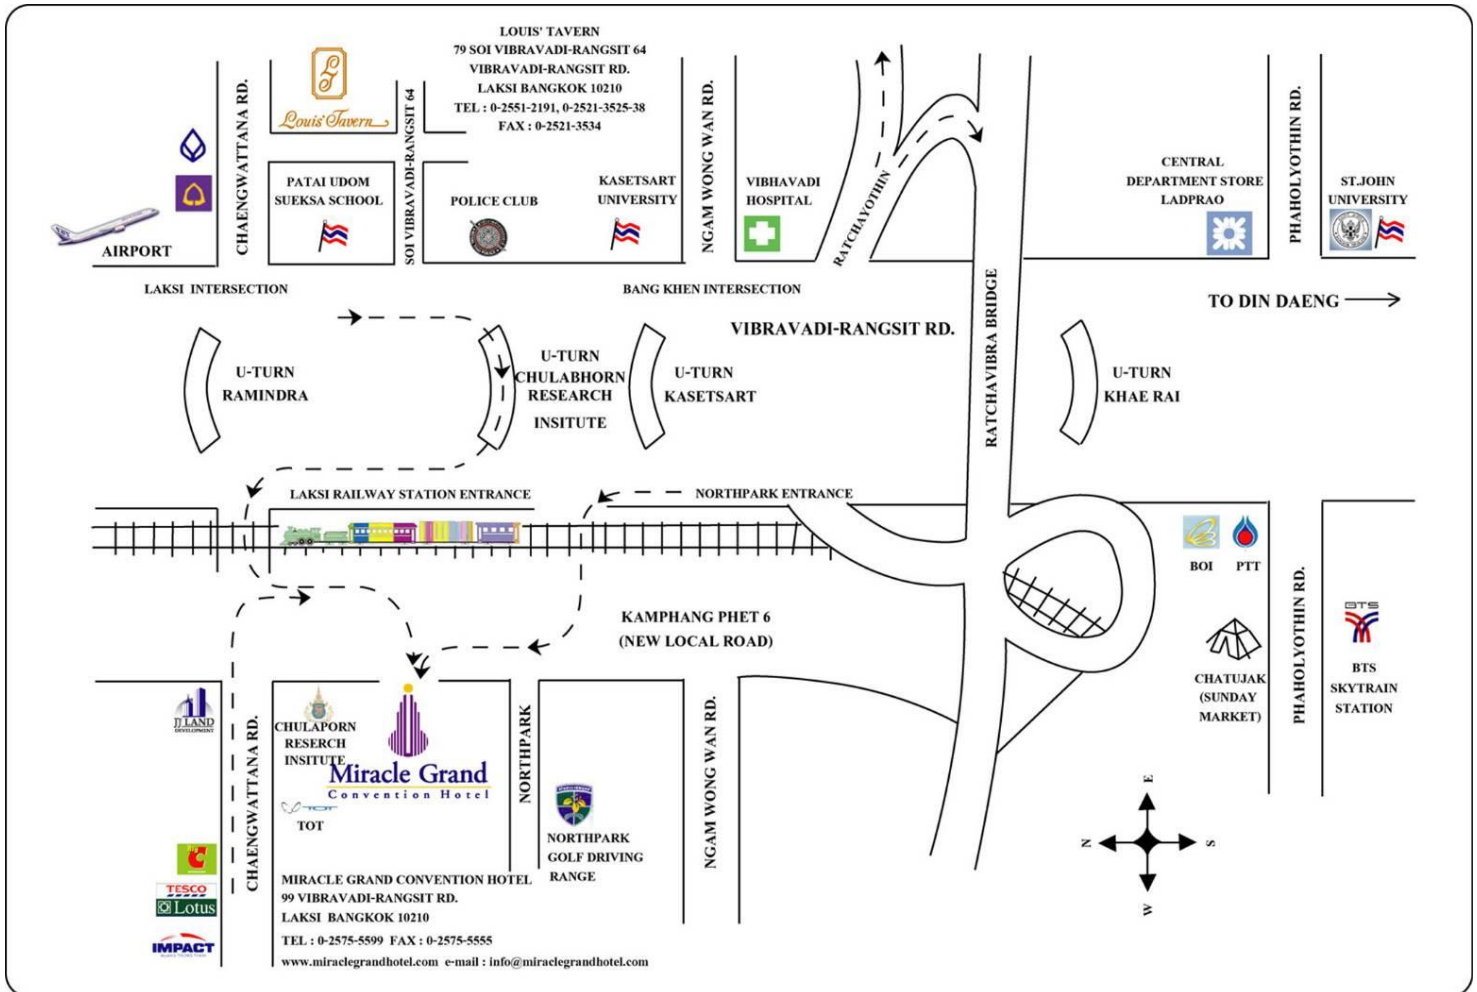 LOUIS' TAVERN
79 SOI VIBRAVADI-RANGSIT 64
VIBRAVADI-RANGSIT RD.
LAKSI BANGKOK 10210
TEL : 0-2551-2191, 0-2521-3525-38
FAX : 0-2521-3534
LT
Louis' Tavern
CHAENGWATTANA RD.
SOI VIBRAVADI-RANGSIT 64
NGAM WONG WAN RD.
PHAHOLYOTHIN RD.
AIRPORT
PATAI UDOM
SUEKSA SCHOOL
POLICE CLUB
KASETSART
UNIVERSITY
VIBHAVADI
HOSPITAL
RATCHAYOTHIN
CENTRAL
DEPARTMENT STORE
LADPRAO
ST.JOHN
UNIVERSITY
LAKSI INTERSECTION
BANG KHEN INTERSECTION
TO DIN DAENG
VIBRAVADI-RANGSIT RD.
RATCHAVIBRA BRIDGE
U-TURN
RAMINDRA
U-TURN
CHULABHORN
RESEARCH
INSITUTE
U-TURN
KASETSART
U-TURN
KHAE RAI
LAKSI RAILWAY STATION ENTRANCE
NORTHPARK ENTRANCE
KAMPHANG PHET 6
(NEW LOCAL ROAD)
BOI
PTT
BTS
BTS
SKYTRAIN
STATION
CHATUJAK
(SUNDAY
MARKET)
PHAHOLYOTHIN RD.
JJ LAND
DEVELOPMENT
CHAENGWATTANA RD.
CHULAPORN
RESERCH
INSITUTE
Miracle Grand
Convention Hotel
TOT
TOT
NORTHPARK
NORTHPARK
GOLF DRIVING
RANGE
NGAM WONG WAN RD.
E
N
S
W
Big
C
TESCO
Lotus
IMPACT
MIRACLE GRAND CONVENTION HOTEL
99 VIBRAVADI-RANGSIT RD.
LAKSI BANGKOK 10210
TEL : 0-2575-5599 FAX : 0-2575-5555
www.miraclegrandhotel.com e-mail : info@miraclegrandhotel.com